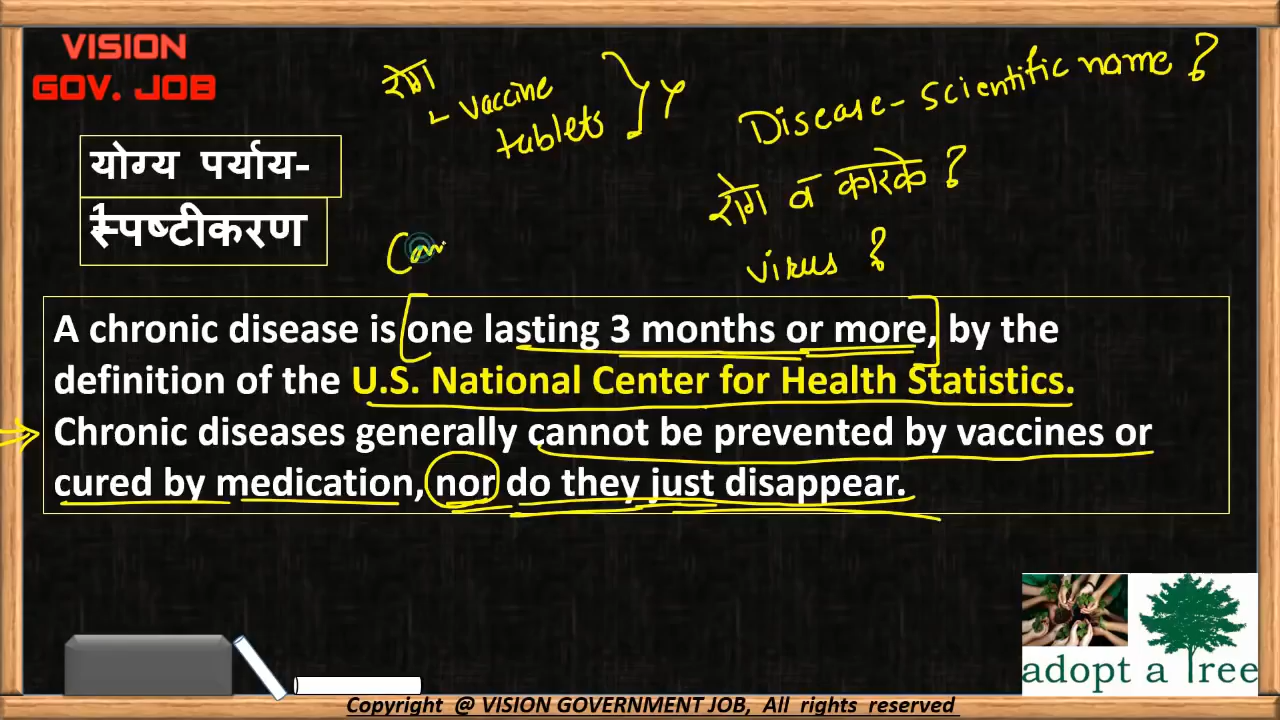 VISION
GOV. JOB
रोग
vaccine
tablets
Disease - Scientific name ?
रोग व कारके ?
virus ?
योग्य पर्याय-
1
स्पष्टीकरण
Can
A chronic disease is one lasting 3 months or more, by the
definition of the U.S. National Center for Health Statistics.
Chronic diseases generally cannot be prevented by vaccines or
cured by medication, nor do they just disappear.
adopt a Tree
Copyright @ VISION GOVERNMENT JOB, All rights reserved